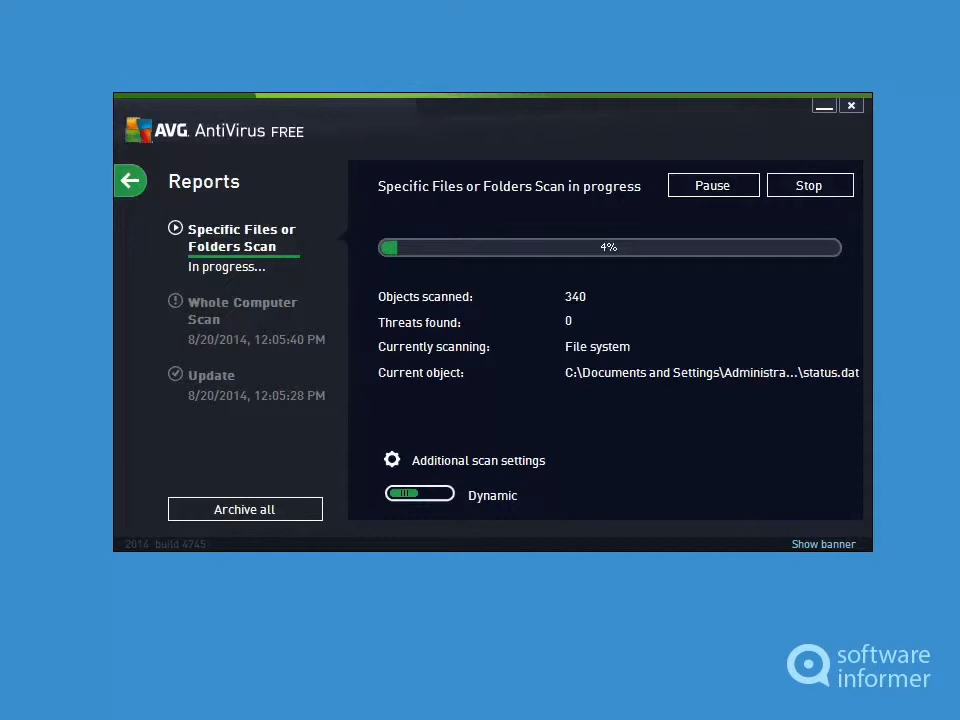 AVG. AntiVirus FREE
Reports
Specific Files or Folders Scan in progress
Pause
Stop
Specific Files or
Folders Scan
In progress...
4%
Whole Computer
Scan
8/20/2014, 12:05:40 PM
Update
8/20/2014, 12:05:28 PM
Objects scanned: 340
Threats found: 0
Currently scanning: File system
Current object: C:\Documents and Settings\Administra...\status.dat
Additional scan settings
Dynamic
Archive all
2014 build 4745
Show banner
software
informer